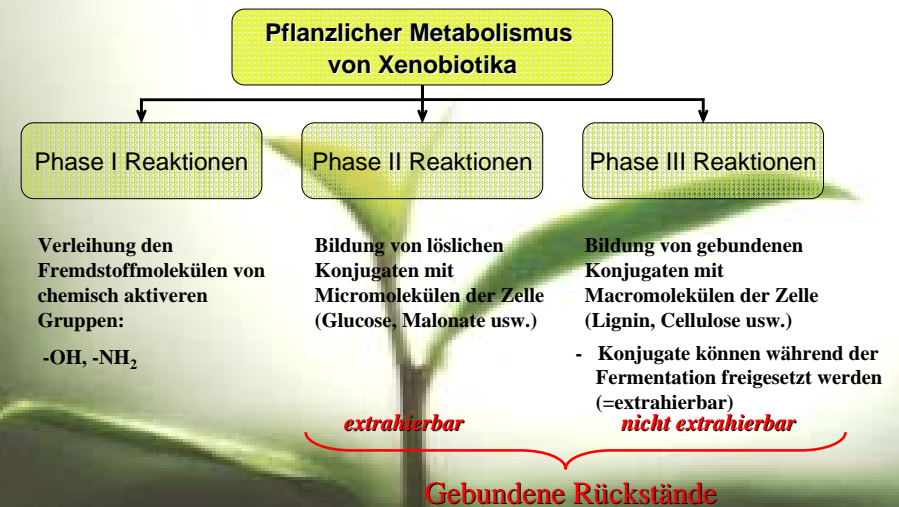 Pflanzlicher Metabolismus
von Xenobiotika
Phase I Reaktionen
Phase II Reaktionen
Phase III Reaktionen
Verleihung den
Fremdstoffmolekülen von
chemisch aktiveren
Gruppen:
-OH, -NH₂
Bildung von löslichen
Konjugaten mit
Micromolekülen der Zelle
(Glucose, Malonate usw.)
Bildung von gebundenen
Konjugaten mit
Macromolekülen der Zelle
(Lignin, Cellulose usw.)
- Konjugate können während der
Fermentation freigesetzt werden
(=extrahierbar)
extrahierbar
nicht extrahierbar
Gebundene Rückstände